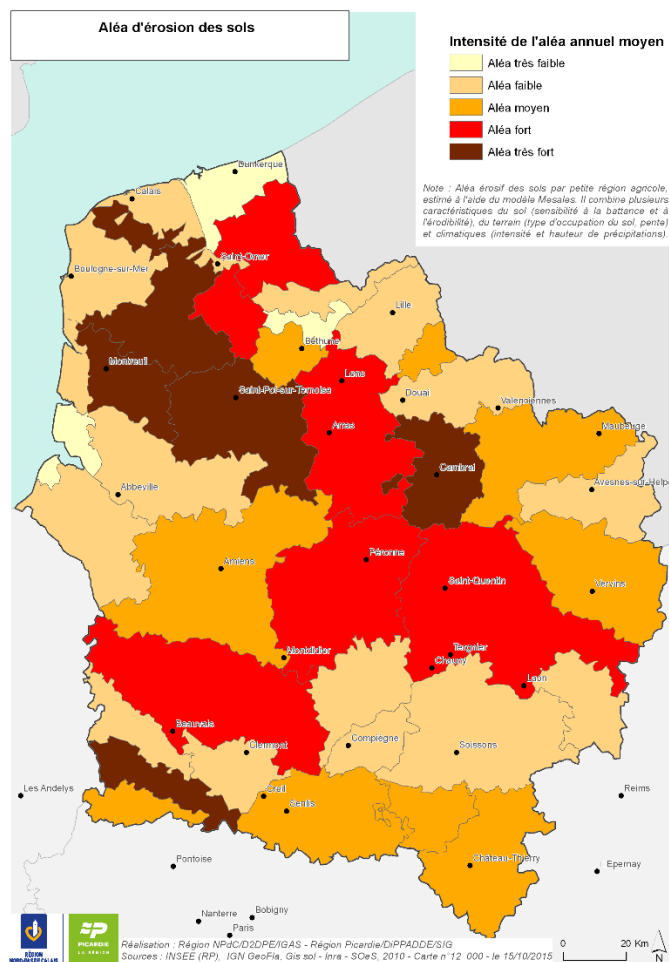 Aléa d'érosion des sols
Intensité de l'aléa annuel moyen
Aléa très faible
Aléa faible
Aléa moyen
Aléa fort
Aléa très fort
Note : Aléa érosif des sols par petite région agricole,
estimé à l'aide du modèle Mesales. Il combine plusieurs
caractéristiques du sol (sensibilité à la battance et à
l'érodibilité), du terrain (type d'occupation du sol, pente)
et climatiques (intensité et hauteur de précipitations).
Dunkerque
Calais
Saint-Omer
Boulogne-sur-Mer
Lille
Béthune
Montreuil
Lens
Saint-Pol-sur-Ternoise
Douai
Valenciennes
Arras
Maubeuge
Cambrai
Avesnes-sur-Helpe
Abbeville
Péronne
Amiens
Saint-Quentin
Vervins
Montdidier
Tergnier
Chauny
Laon
Beauvais
Clermont
Compiègne
Soissons
Les Andelys
Creil
Senlis
Reims
Pontoise
Château-Thierry
Epernay
Nanterre
Bobigny
Paris
RÉGION
NORD-PAS DE CALAIS
PICARDIE
LA RÉGION
Réalisation : Région NPdC/D2DPE/IGAS - Région Picardie/DiPPADDE/SIG
Sources : INSEE (RP), IGN GeoFla, Gis sol - Inra - SOeS, 2010 - Carte n°12_000 - le 15/10/2015
0 20 Km